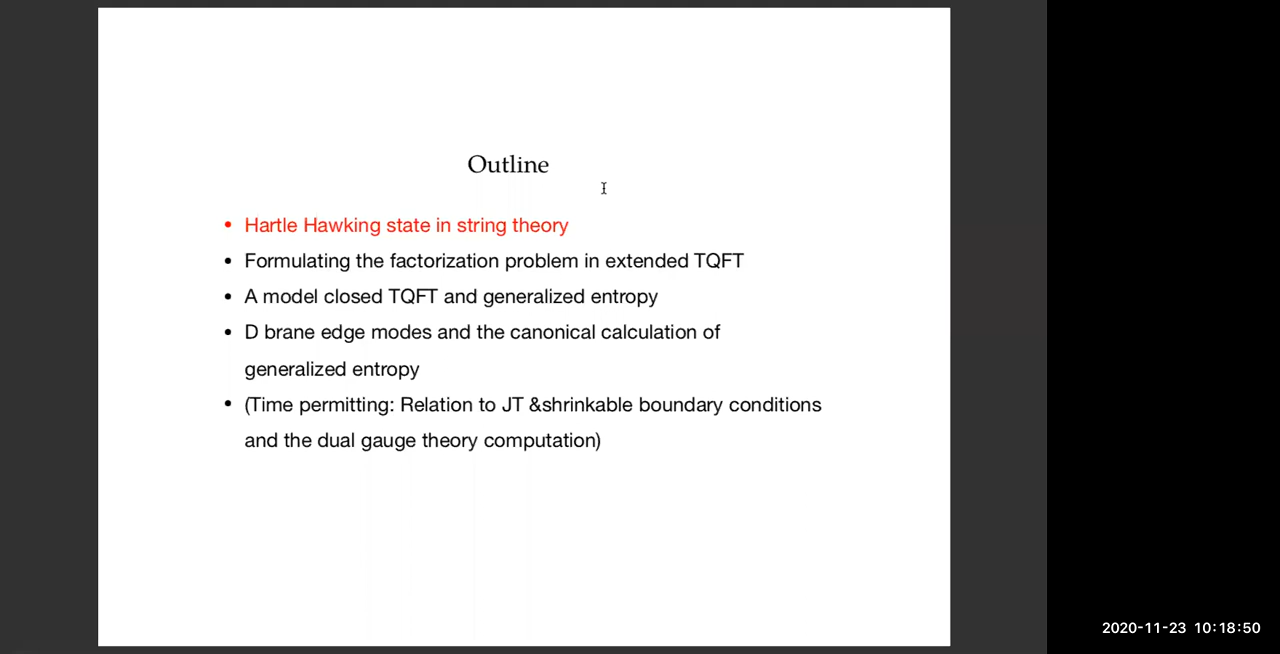 Outline
• Hartle Hawking state in string theory
• Formulating the factorization problem in extended TQFT
• A model closed TQFT and generalized entropy
• D brane edge modes and the canonical calculation of
generalized entropy
• (Time permitting: Relation to JT &shrinkable boundary conditions
and the dual gauge theory computation)
2020-11-23 10:18:50